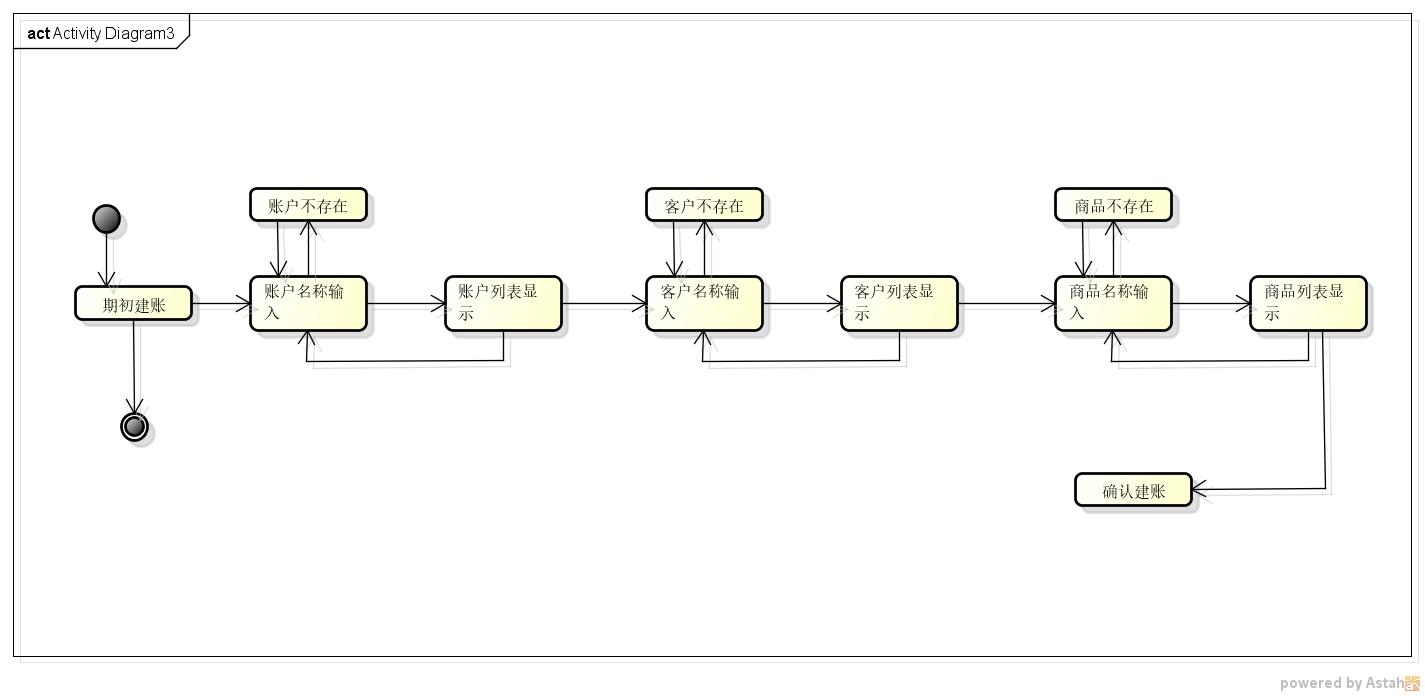 act Activity Diagram3
账户不存在
客户不存在
商品不存在
期初建账
账户名称输
入
账户列表显
示
客户名称输
入
客户列表显
示
商品名称输
入
商品列表显
示
确认建账
powered by Astah